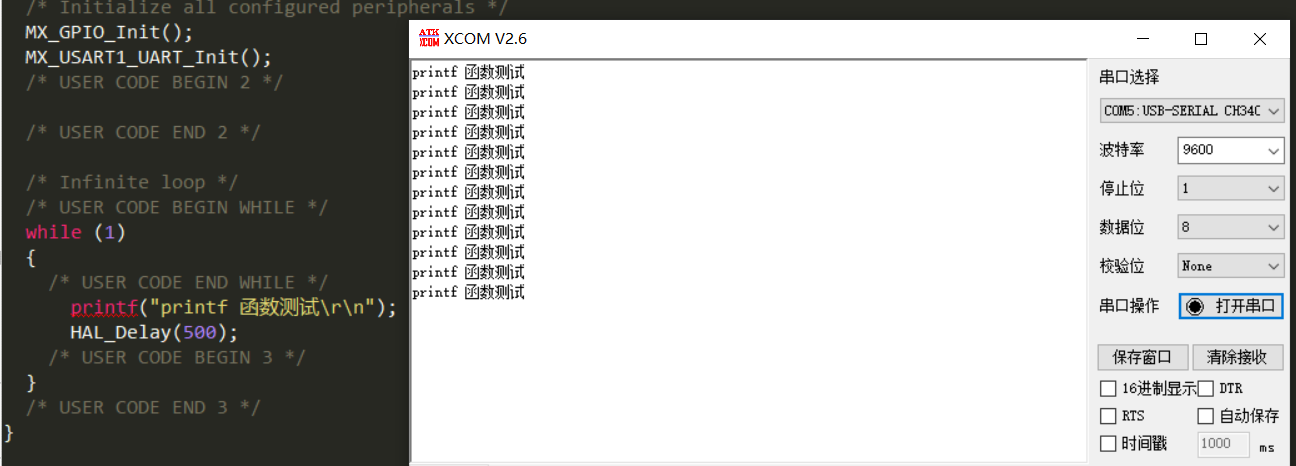 /* Initialize all configured peripherals */
MX_GPIO_Init();
MX_USART1_UART_Init();
/* USER CODE BEGIN 2 */
/* USER CODE END 2 */
/* Infinite loop */
/* USER CODE BEGIN WHILE */
while (1)
{
/* USER CODE END WHILE */
printf("printf 函数测试\r\n");
HAL_Delay(500);
/* USER CODE BEGIN 3 */
}
/* USER CODE END 3 */
}
ATK XCOM XCOM V2.6
printf 函数测试
printf 函数测试
printf 函数测试
printf 函数测试
printf 函数测试
printf 函数测试
printf 函数测试
printf 函数测试
printf 函数测试
printf 函数测试
printf 函数测试
printf 函数测试
串口选择
COM5:USB-SERIAL CH340
波特率 9600
停止位 1
数据位 8
校验位 None
串口操作 打开串口
保存窗口 清除接收
16进制显示 DTR
RTS 自动保存
时间戳 1000 ms